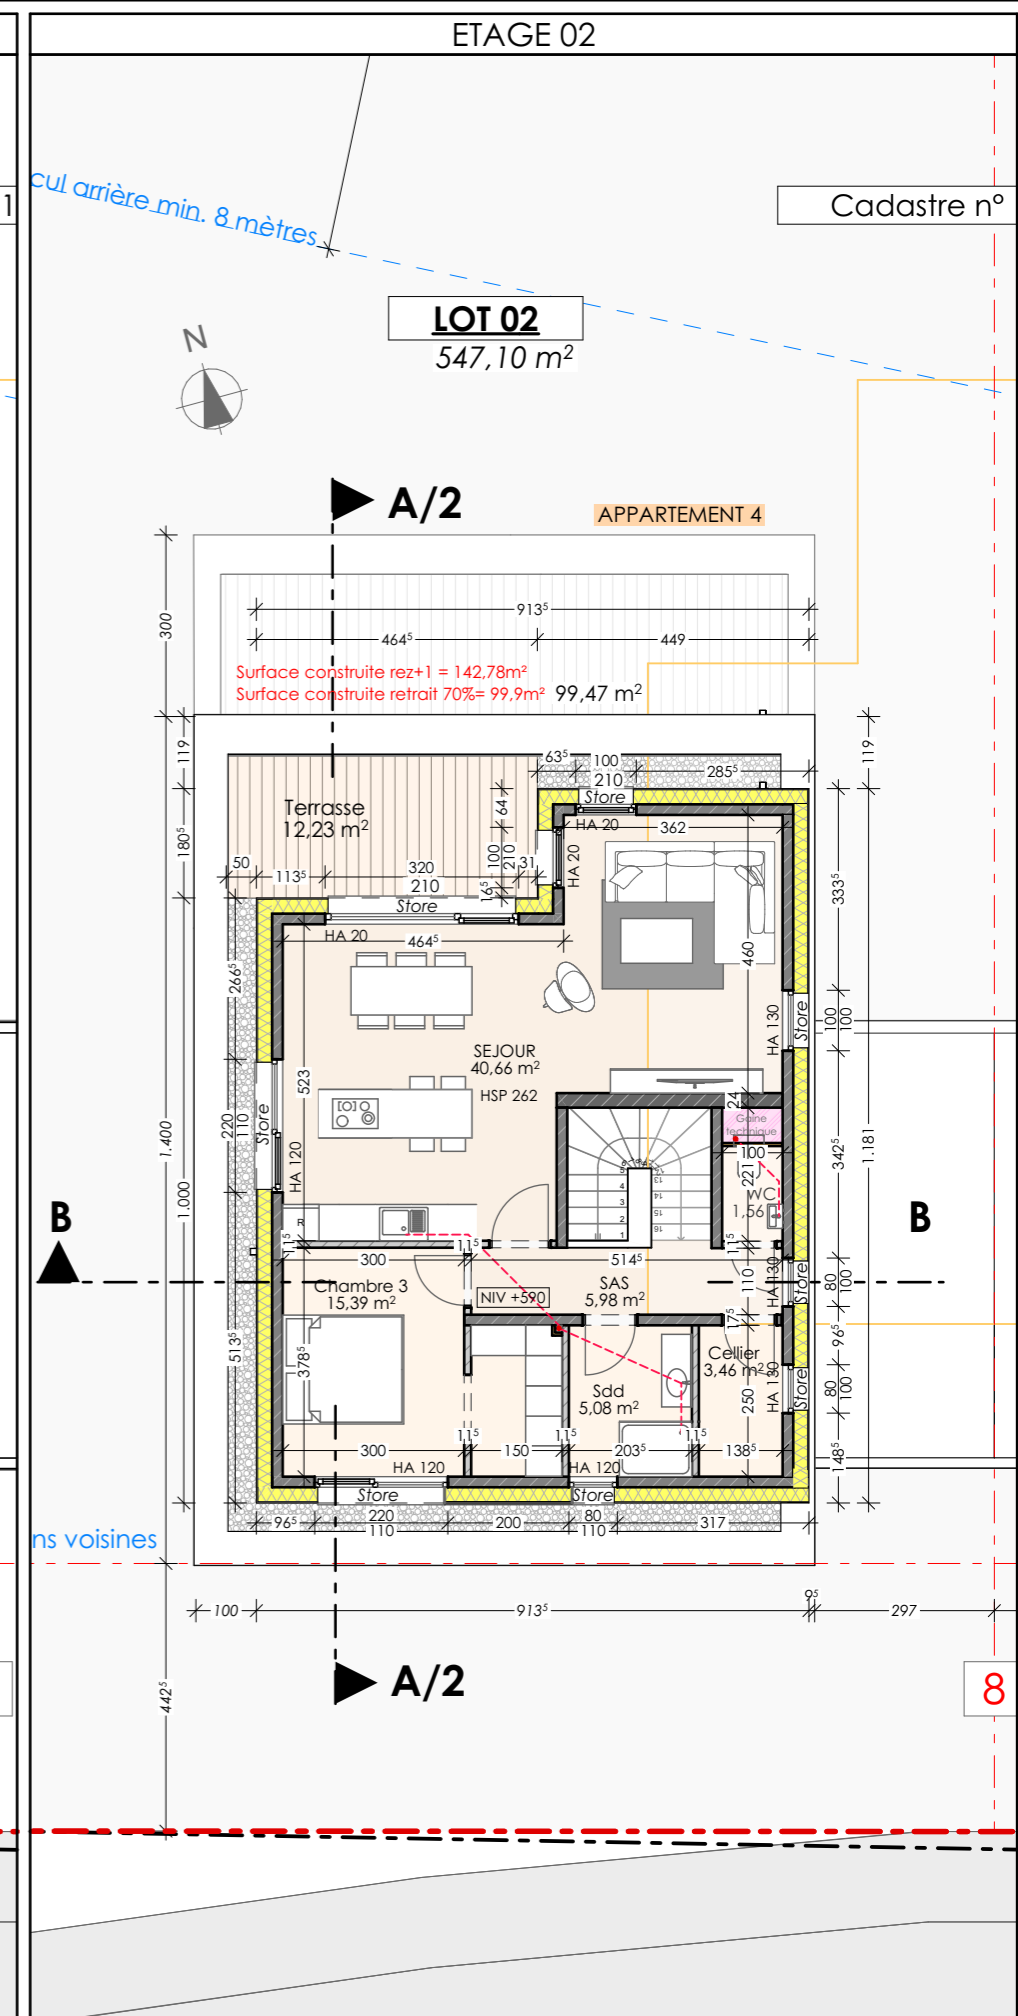 ETAGE 02
1
cul arrière min. 8 mètres
Cadastre n°
LOT 02
547,10 m²
N
A/2
APPARTEMENT 4
300
913⁵
464⁵
449
Surface construite rez+1 = 142,78m²
Surface construite retrait 70%= 99,9m²
99,47 m²
119
119
63⁵
100
210
285⁵
Store
HA 20
362
Terrasse
12,23 m²
64
180⁵
100
210
HA 20
50
113⁵
320
210
31
16⁵
Store
HA 20
464⁵
333⁵
460
266⁵
100
100
HA 130
Store
SEJOUR
40,66 m²
HSP 262
523
24
Gaine
technique
220
110
Store
HA 120
100
221
342⁵
1.181
1.400
1.000
WC
1,56
R
B
B
11⁵
300
11⁵
514⁵
11⁵
110
HA 130
Store
80
100
Chambre 3
15,39 m²
NIV +590
SAS
5,98 m²
17⁵
96⁵
513⁵
378⁵
Cellier
3,46 m²
Sdd
5,08 m²
250
HA 130
Store
80
100
300
11⁵
150
11⁵
203⁵
11⁵
138⁵
148⁵
HA 120
HA 120
Store
Store
96⁵
220
110
200
80
110
317
ns voisines
100
913⁵
9⁵
297
A/2
442⁵
8